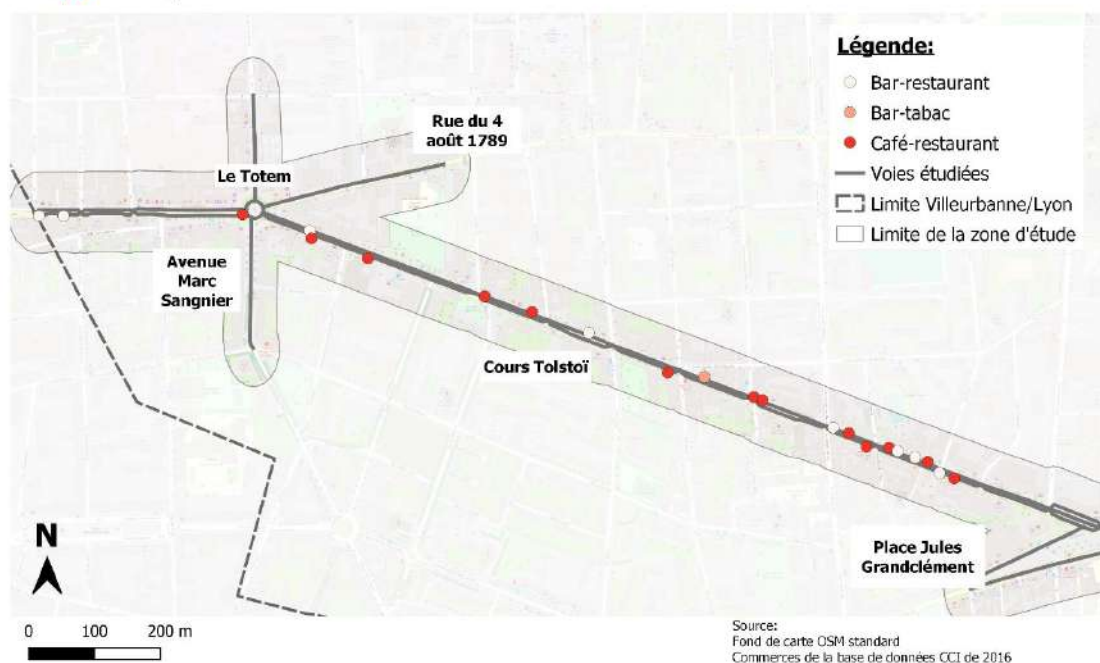 Légende:
Bar-restaurant
Bar-tabac
Café-restaurant
Voies étudiées
Limite Villeurbanne/Lyon
Limite de la zone d'étude
Rue du 4
août 1789
Le Totem
Avenue
Marc
Sangnier
Cours Tolstoï
Place Jules
Grandclément
N
0 100 200 m
Source:
Fond de carte OSM standard
Commerces de la base de données CCI de 2016